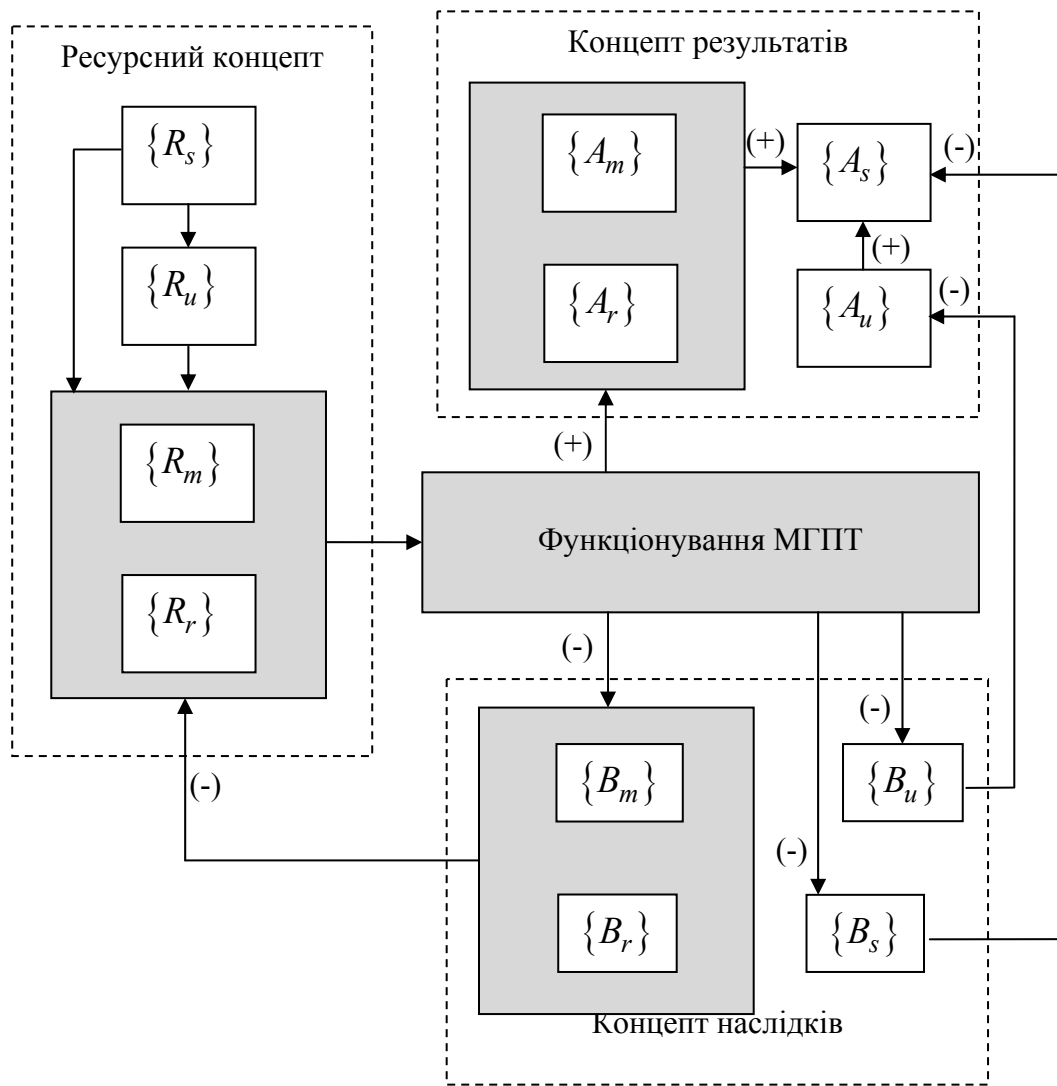 Ресурсний концепт
{R_s}
{R_u}
{R_m}
{R_r}
(-)
Концепт результатів
{A_m}
{A_r}
(+)
{A_s}
(-)
(+)
{A_u}
(-)
(+)
Функціонування МГПТ
(-)
(-)
(-)
{B_m}
{B_r}
{B_u}
{B_s}
Концепт наслідків